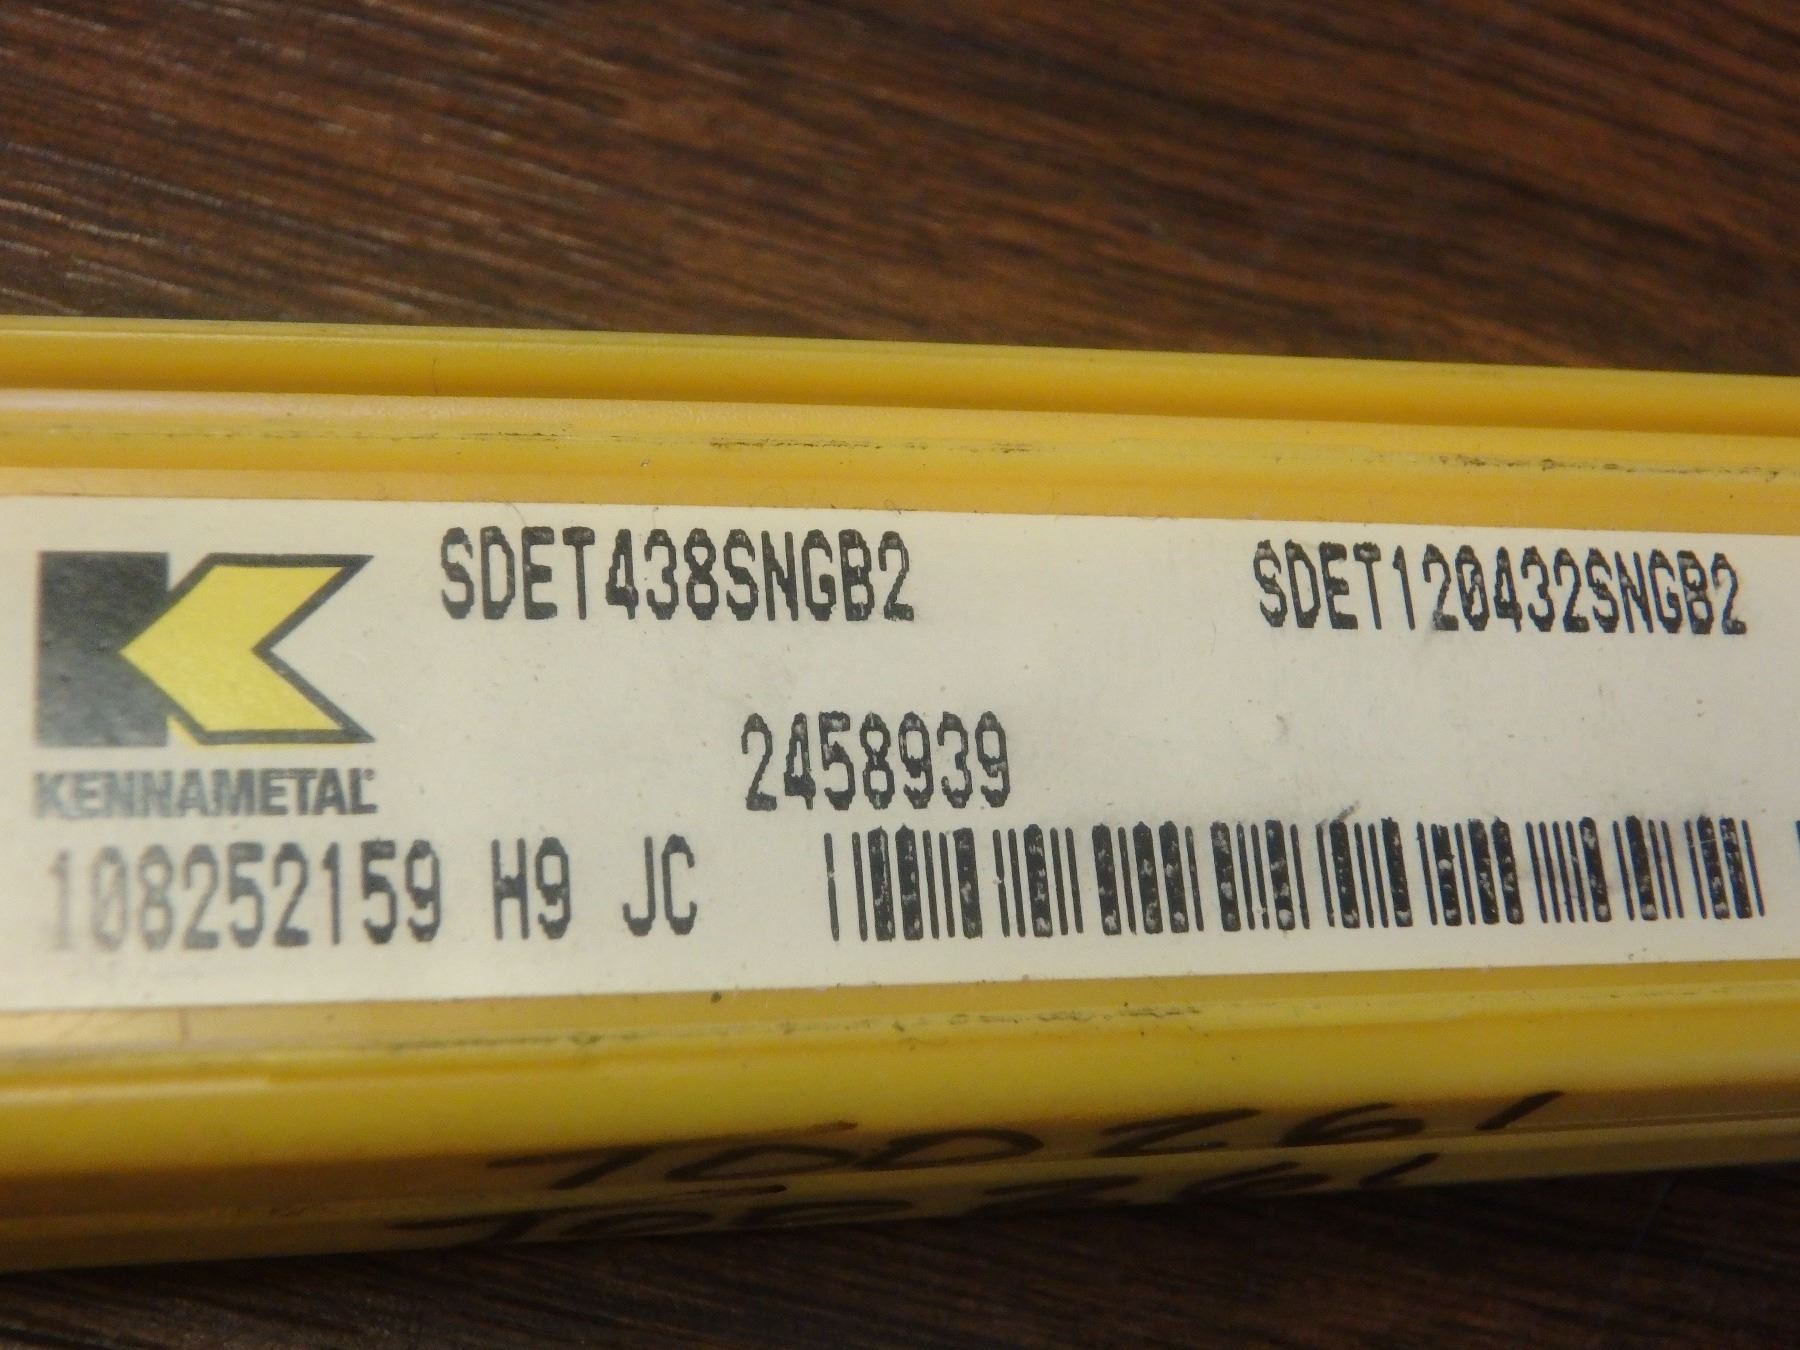 SDET438SNGB2 SDET120432SNGB2
2458939
KENNAMETAL
108252159 H9 JC